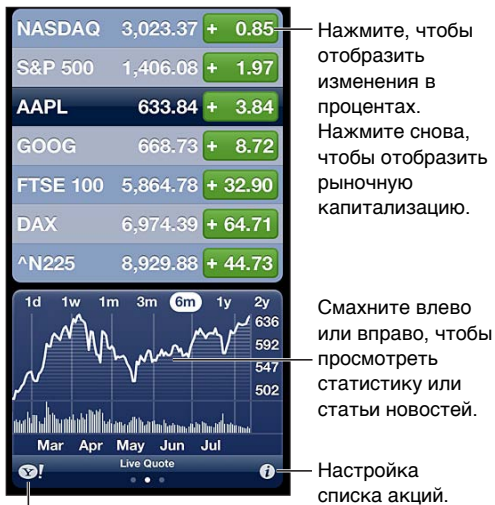 NASDAQ 3,023.37 + 0.85
S&P 500 1,406.08 + 1.97
AAPL 633.84 + 3.84
GOOG 668.73 + 8.72
FTSE 100 5,864.78 + 32.90
DAX 6,974.39 + 64.71
^N225 8,929.88 + 44.73
Нажмите, чтобы
отобразить
изменения в
процентах.
Нажмите снова,
чтобы отобразить
рыночную
капитализацию.
1d 1w 1m 3m 6m 1y 2y
636
592
547
502
Mar Apr May Jun Jul
Live Quote
Y!
i
Смахните влево
или вправо, чтобы
просмотреть
статистику или
статьи новостей.
Настройка
списка акций.